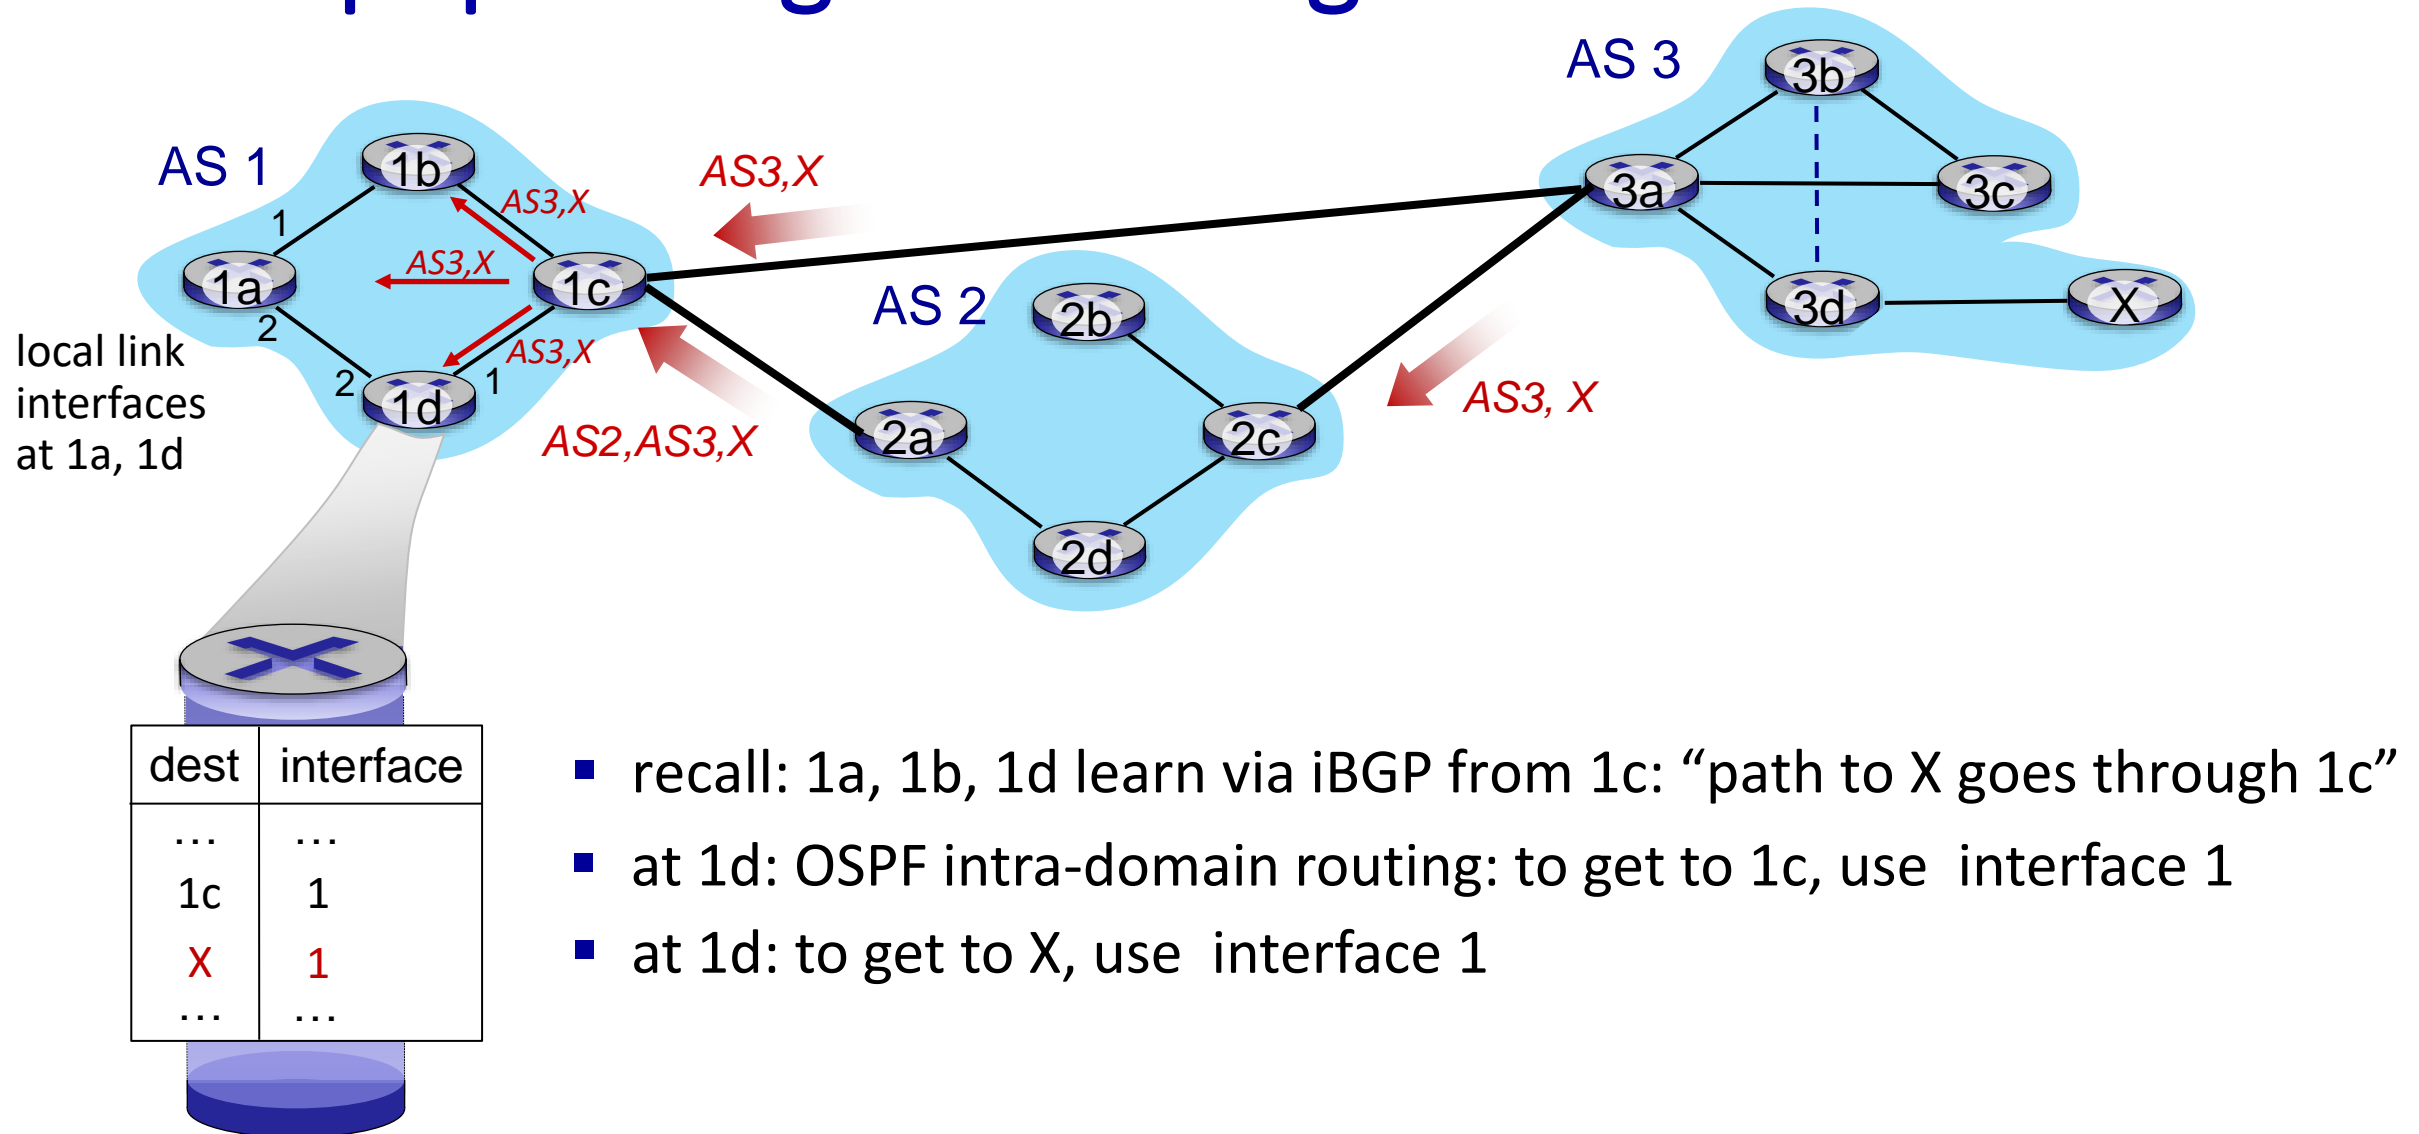 AS 3
3b
AS 1
1b
AS3,X
3a
3c
AS3,X
1
AS3,X
1a
1c
AS 2
2b
3d
X
2
local link
interfaces
at 1a, 1d
AS3,X
2
1
1d
AS3, X
AS2,AS3,X
2a
2c
2d
dest interface
... ...
1c 1
X 1
... ...
▪ recall: 1a, 1b, 1d learn via iBGP from 1c: “path to X goes through 1c”
▪ at 1d: OSPF intra-domain routing: to get to 1c, use interface 1
▪ at 1d: to get to X, use interface 1